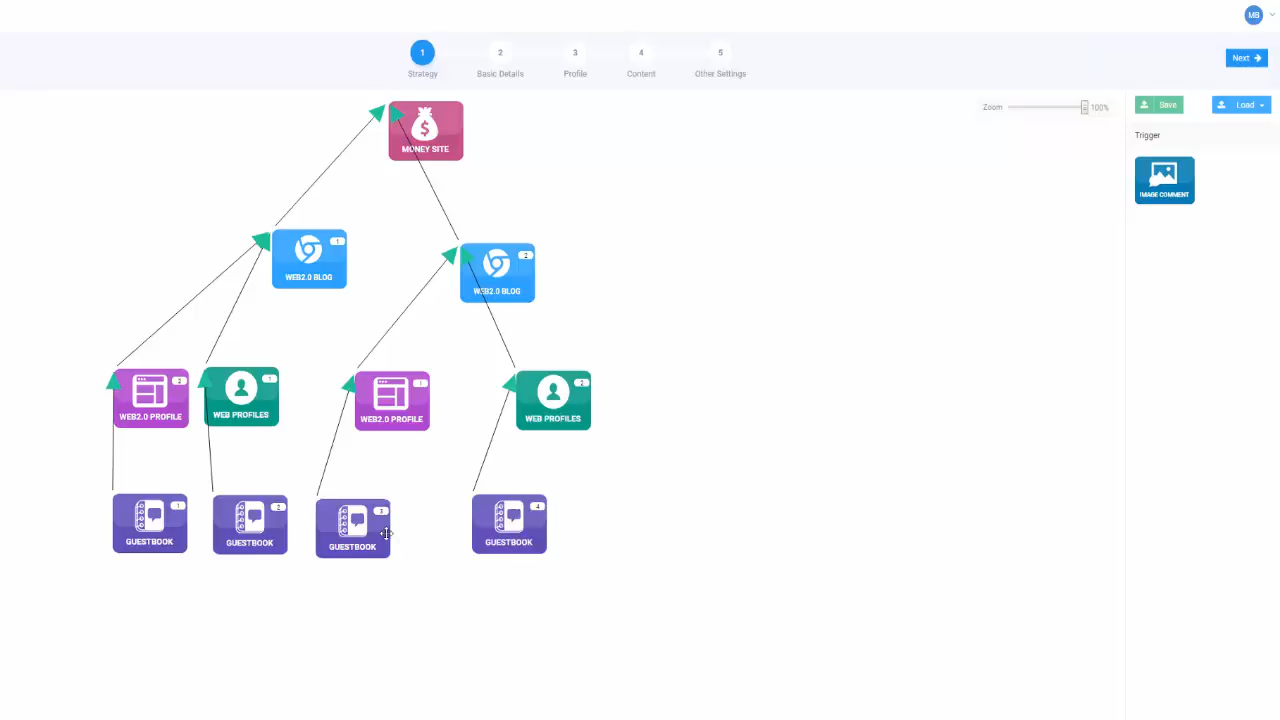 MB
1 2 3 4 5
Strategy Basic Details Profile Content Other Settings
Next
Zoom 100%
Save Load
Trigger
IMAGE COMMENT
$
MONEY SITE
1
WEB2.0 BLOG
2
WEB2.0 BLOG
2
WEB2.0 PROFILE
1
WEB PROFILES
1
WEB2.0 PROFILE
2
WEB PROFILES
1
GUESTBOOK
2
GUESTBOOK
3
GUESTBOOK
4
GUESTBOOK